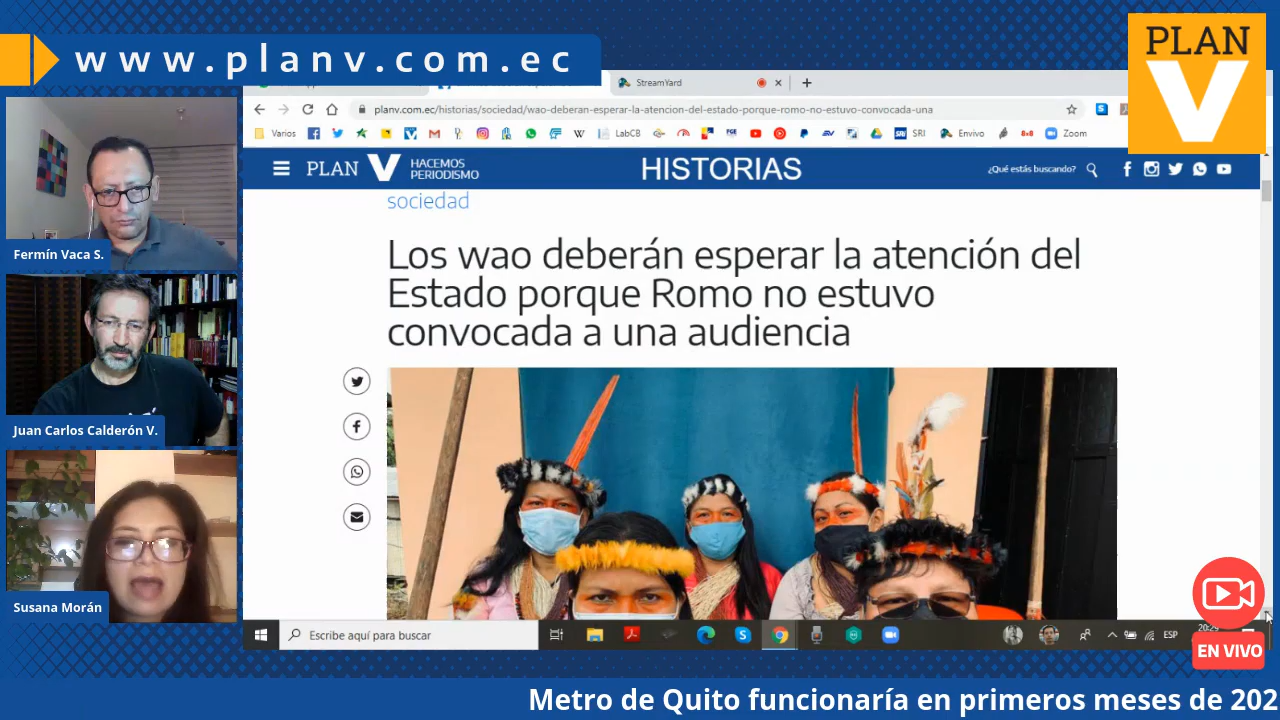 www.planv.com.ec
PLAN
V
StreamYard
planv.com.ec/historias/sociedad/wao-deberan-esperar-la-atencion-del-estado-porque-romo-no-estuvo-convocada-una
Varios
LabCB
SRI
Envivo
Zoom
PLAN V HACEMOS PERIODISMO
HISTORIAS
¿Qué estás buscando?
sociedad
Los wao deberán esperar la atención del
Estado porque Romo no estuvo
convocada a una audiencia
Fermín Vaca S.
Juan Carlos Calderón V.
Susana Morán
Escribe aquí para buscar
ESP
20:29
EN VIVO
Metro de Quito funcionaría en primeros meses de 202